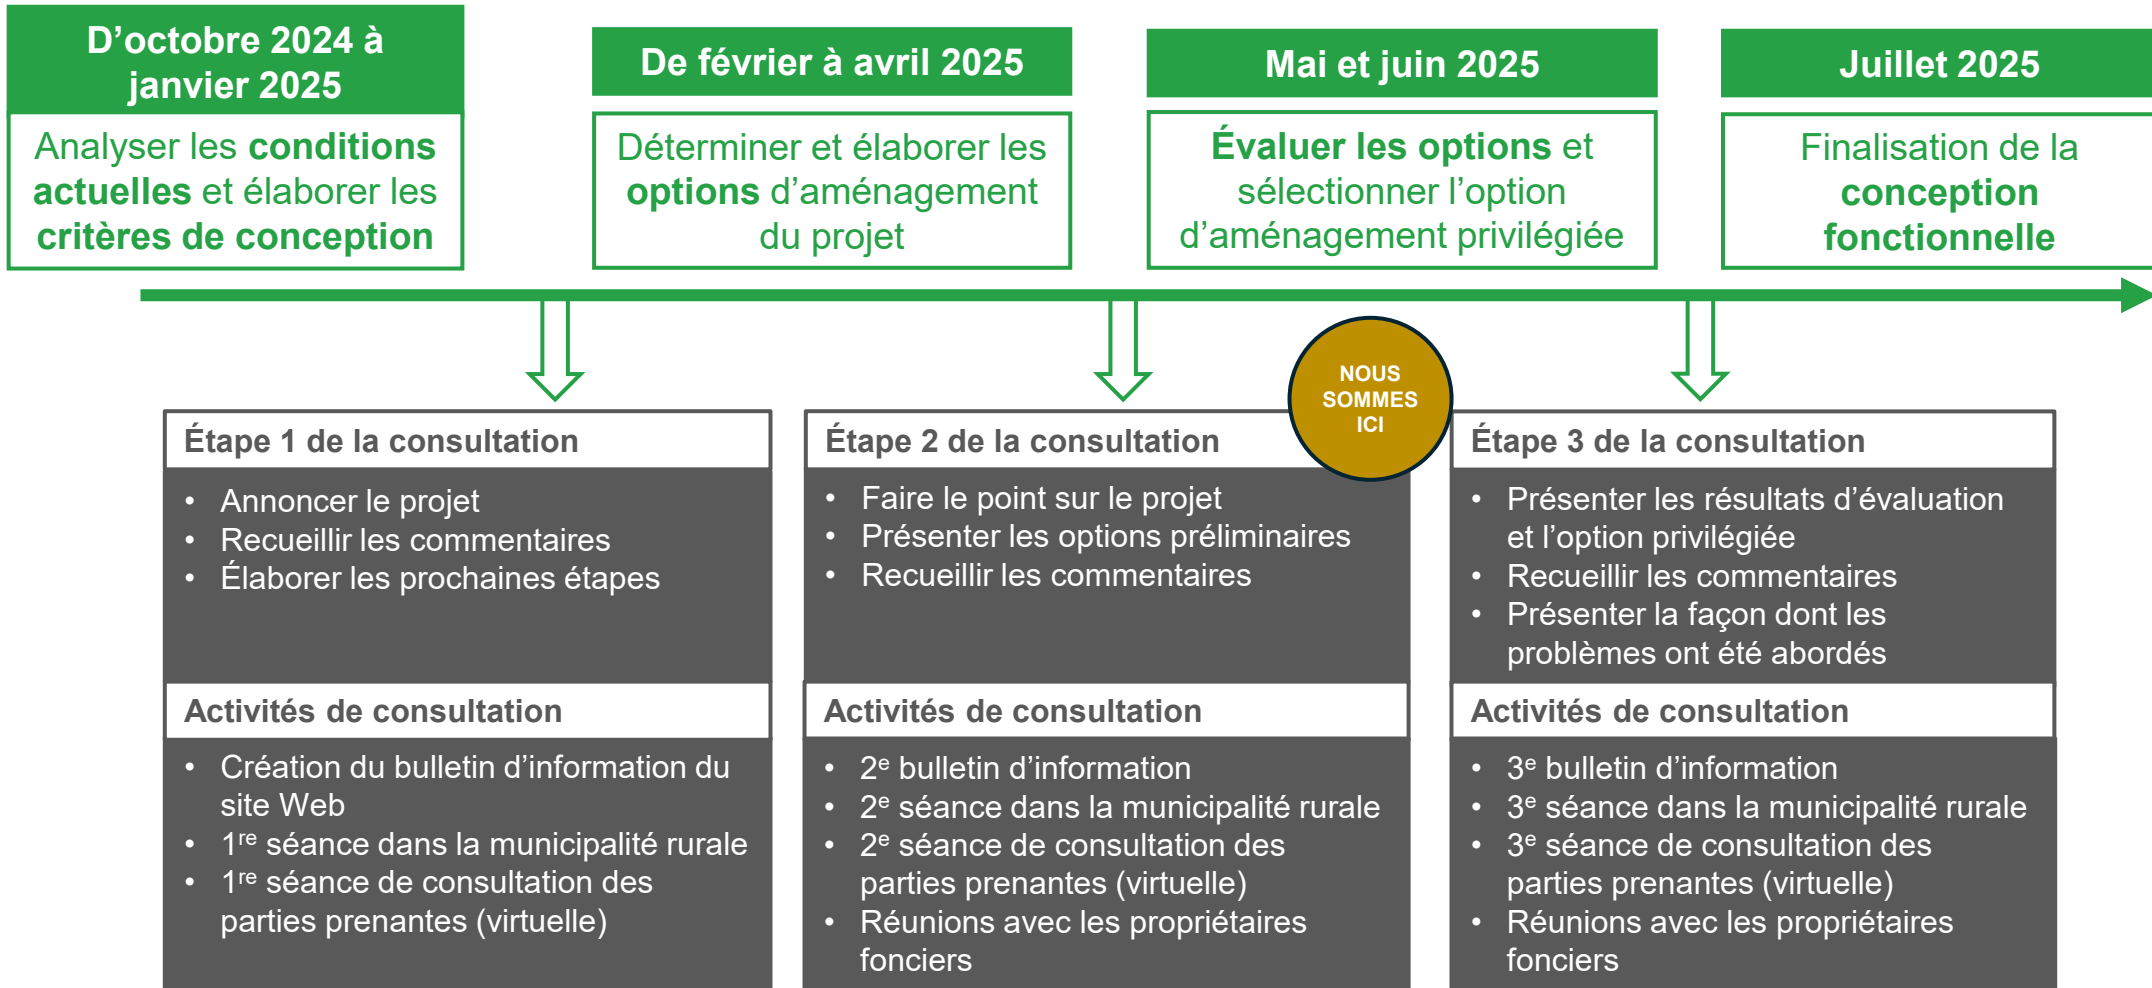 D’octobre 2024 à
janvier 2025
Analyser les conditions
actuelles et élaborer les
critères de conception
De février à avril 2025
Déterminer et élaborer les
options d’aménagement
du projet
Mai et juin 2025
Évaluer les options et
sélectionner l’option
d’aménagement privilégiée
Juillet 2025
Finalisation de la
conception
fonctionnelle
NOUS
SOMMES
ICI
Étape 1 de la consultation
• Annoncer le projet
• Recueillir les commentaires
• Élaborer les prochaines étapes
Activités de consultation
• Création du bulletin d’information du
site Web
• 1re séance dans la municipalité rurale
• 1re séance de consultation des
parties prenantes (virtuelle)
Étape 2 de la consultation
• Faire le point sur le projet
• Présenter les options préliminaires
• Recueillir les commentaires
Activités de consultation
• 2e bulletin d’information
• 2e séance dans la municipalité rurale
• 2e séance de consultation des
parties prenantes (virtuelle)
• Réunions avec les propriétaires
fonciers
Étape 3 de la consultation
• Présenter les résultats d’évaluation
et l’option privilégiée
• Recueillir les commentaires
• Présenter la façon dont les
problèmes ont été abordés
Activités de consultation
• 3e bulletin d’information
• 3e séance dans la municipalité rurale
• 3e séance de consultation des
parties prenantes (virtuelle)
• Réunions avec les propriétaires
fonciers